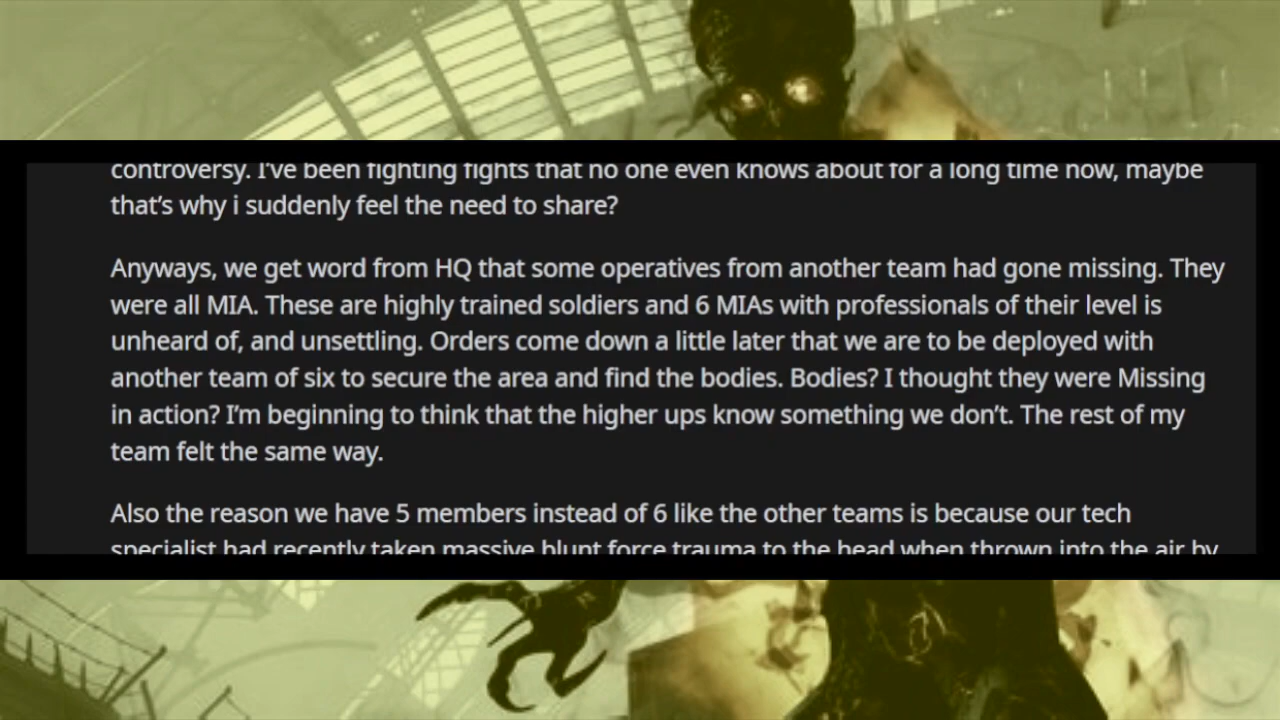 controversy. I've been fighting fights that no one even knows about for a long time now, maybe
that's why i suddenly feel the need to share?
Anyways, we get word from HQ that some operatives from another team had gone missing. They
were all MIA. These are highly trained soldiers and 6 MIAs with professionals of their level is
unheard of, and unsettling. Orders come down a little later that we are to be deployed with
another team of six to secure the area and find the bodies. Bodies? I thought they were Missing
in action? I'm beginning to think that the higher ups know something we don't. The rest of my
team felt the same way.
Also the reason we have 5 members instead of 6 like the other teams is because our tech
specialist had recently taken massive blunt force trauma to the head when thrown into the air by